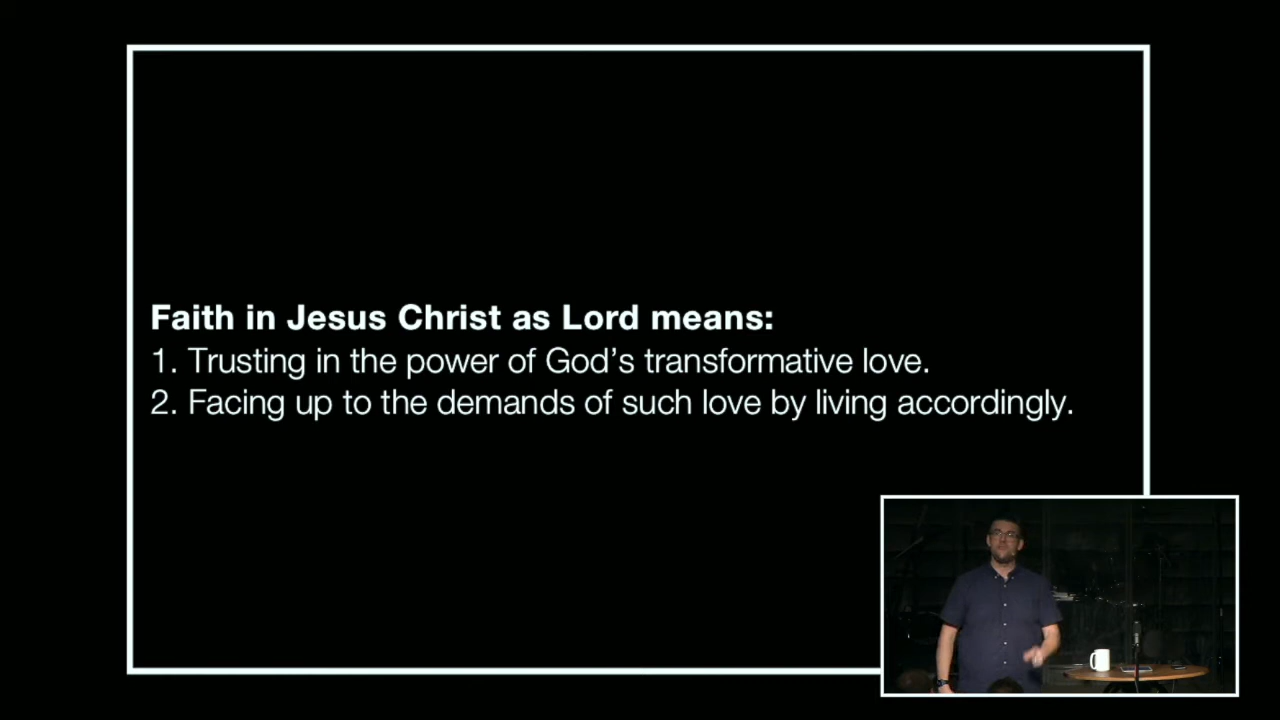 Faith in Jesus Christ as Lord means:
1. Trusting in the power of God’s transformative love.
2. Facing up to the demands of such love by living accordingly.